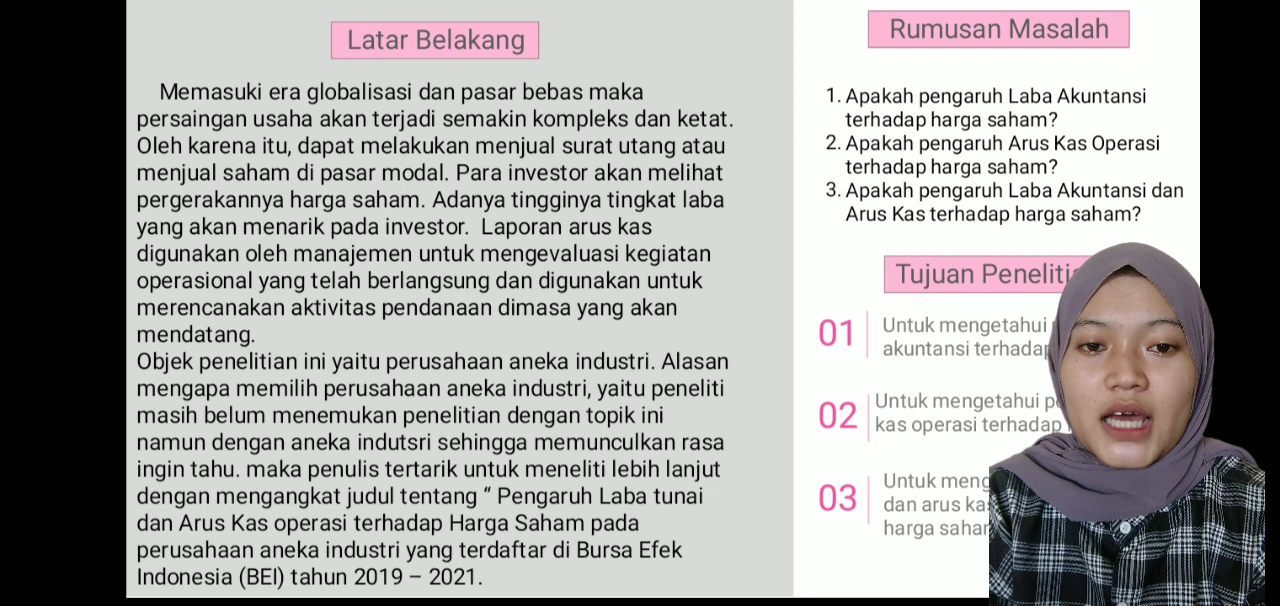 Latar Belakang
Memasuki era globalisasi dan pasar bebas maka
persaingan usaha akan terjadi semakin kompleks dan ketat.
Oleh karena itu, dapat melakukan menjual surat utang atau
menjual saham di pasar modal. Para investor akan melihat
pergerakannya harga saham. Adanya tingginya tingkat laba
yang akan menarik pada investor.  Laporan arus kas
digunakan oleh manajemen untuk mengevaluasi kegiatan
operasional yang telah berlangsung dan digunakan untuk
merencanakan aktivitas pendanaan dimasa yang akan
mendatang.
Objek penelitian ini yaitu perusahaan aneka industri. Alasan
mengapa memilih perusahaan aneka industri, yaitu peneliti
masih belum menemukan penelitian dengan topik ini
namun dengan aneka indutsri sehingga memunculkan rasa
ingin tahu. maka penulis tertarik untuk meneliti lebih lanjut
dengan mengangkat judul tentang “ Pengaruh Laba tunai
dan Arus Kas operasi terhadap Harga Saham pada
perusahaan aneka industri yang terdaftar di Bursa Efek
Indonesia (BEI) tahun 2019 – 2021.
Rumusan Masalah
1. Apakah pengaruh Laba Akuntansi
terhadap harga saham?
2. Apakah pengaruh Arus Kas Operasi
terhadap harga saham?
3. Apakah pengaruh Laba Akuntansi dan
Arus Kas terhadap harga saham?
Tujuan
01
Untuk mengetahui
akuntansi terhadap
02
Untuk mengetahui
kas operasi terhadap
03
Untuk
dan arus
harga